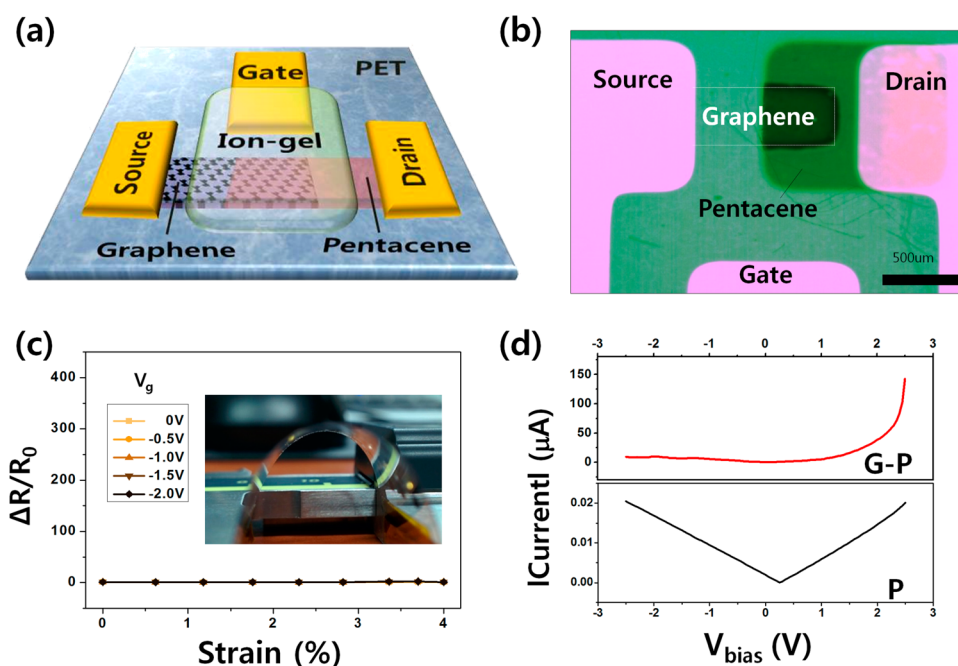 (a)
Gate
PET
Ion-gel
Source
Drain
Graphene
Pentacene
(b)
Source
Drain
Graphene
Pentacene
500um
Gate
(c)
400
300
200
100
0
ΔR/R₀
V_g
0V
-0.5V
-1.0V
-1.5V
-2.0V
0 1 2 3 4
Strain (%)
(d)
-3 -2 -1 0 1 2 3
150
100
50
0
G-P
0.02
0.01
0.00
P
ICurrentl (μA)
-3 -2 -1 0 1 2 3
V_bias (V)